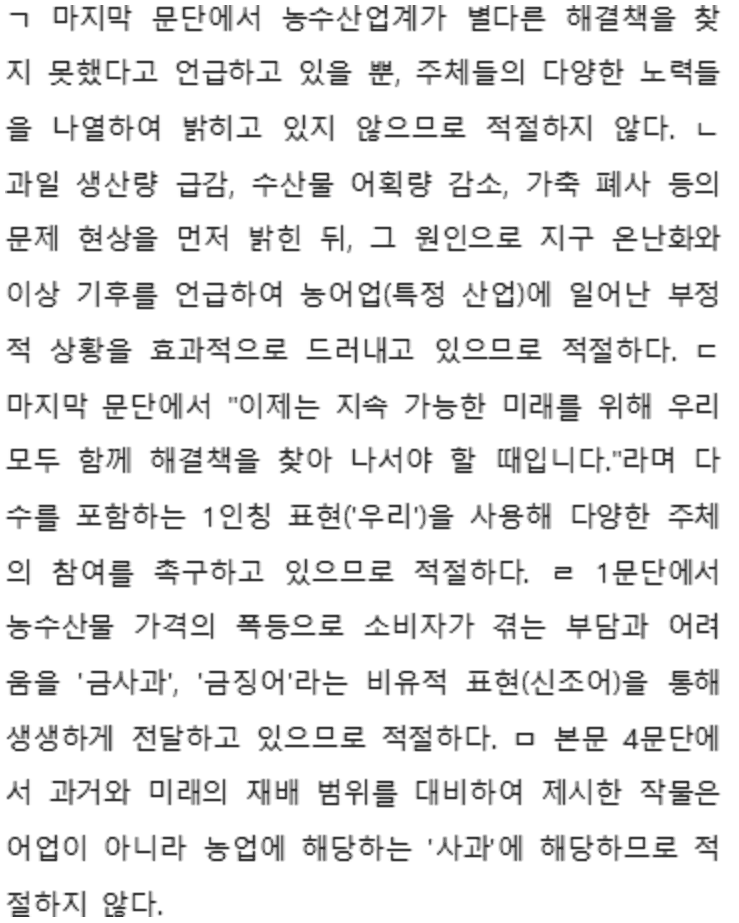 ㄱ 마지막 문단에서 농수산업계가 별다른 해결책을 찾
지 못했다고 언급하고 있을 뿐, 주체들의 다양한 노력들
을 나열하여 밝히고 있지 않으므로 적절하지 않다. ㄴ
과일 생산량 급감, 수산물 어획량 감소, 가축 폐사 등의
문제 현상을 먼저 밝힌 뒤, 그 원인으로 지구 온난화와
이상 기후를 언급하여 농어업(특정 산업)에 일어난 부정
적 상황을 효과적으로 드러내고 있으므로 적절하다. ㄷ
마지막 문단에서 "이제는 지속 가능한 미래를 위해 우리
모두 함께 해결책을 찾아 나서야 할 때입니다."라며 다
수를 포함하는 1인칭 표현('우리')을 사용해 다양한 주체
의 참여를 촉구하고 있으므로 적절하다. ㄹ 1문단에서
농수산물 가격의 폭등으로 소비자가 겪는 부담과 어려
움을 '금사과', '금징어'라는 비유적 표현(신조어)을 통해
생생하게 전달하고 있으므로 적절하다. ㅁ 본문 4문단에
서 과거와 미래의 재배 범위를 대비하여 제시한 작물은
어업이 아니라 농업에 해당하는 '사과'에 해당하므로 적
절하지 않다.